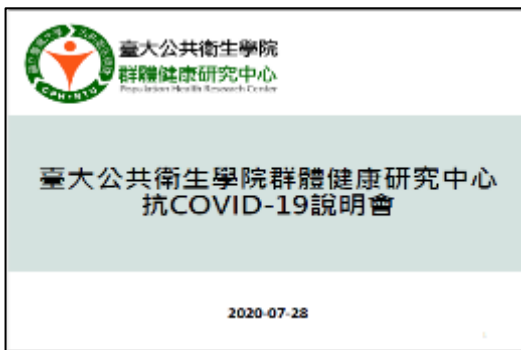 臺大公共衛生學院
群體健康研究中心
Population Health Research Center
CPH•NTU
臺大公共衛生學院群體健康研究中心
抗COVID-19說明會
2020-07-28